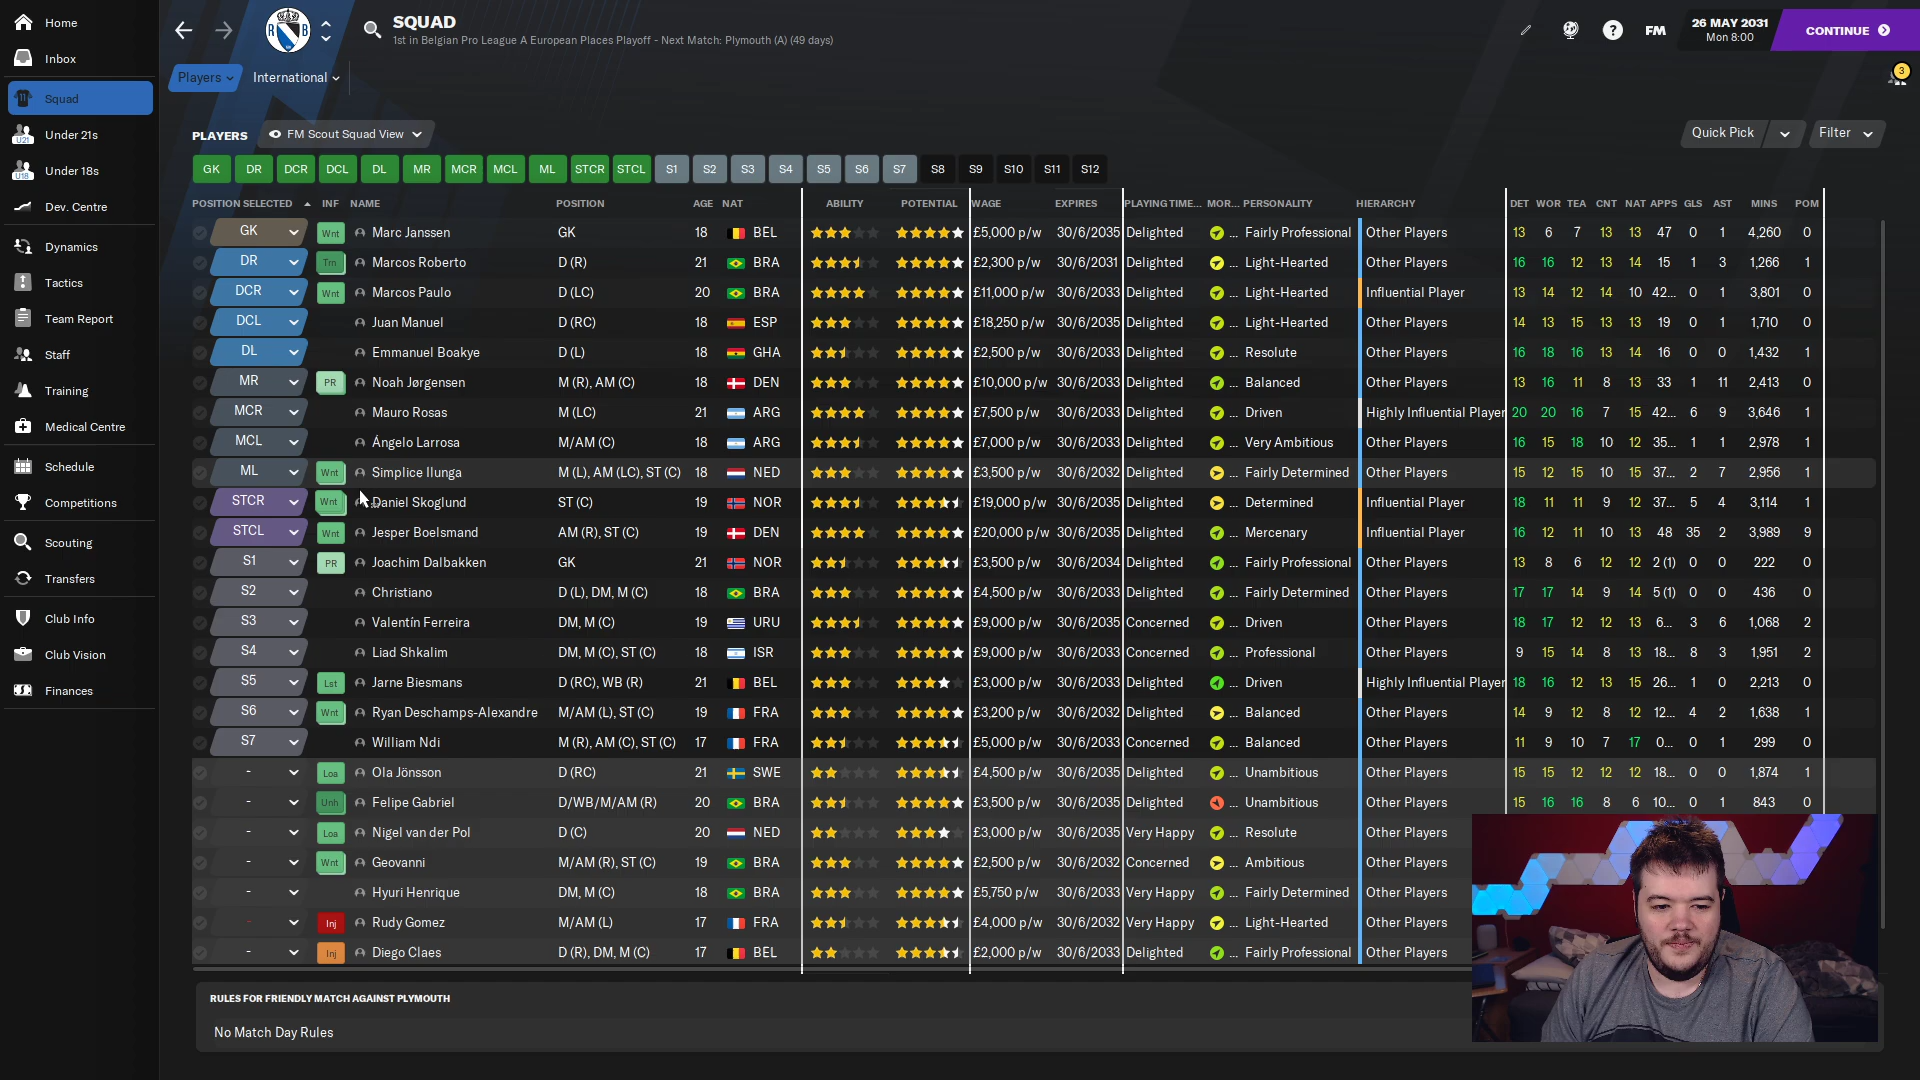 Home
Inbox
Squad
Under 21s
Under 18s
Dev. Centre
Dynamics
Tactics
Team Report
Staff
Training
Medical Centre
Schedule
Competitions
Scouting
Transfers
Club Info
Club Vision
Finances
R B
SQUAD
1st in Belgian Pro League A European Places Playoff - Next Match: Plymouth (A) (49 days)
FM
26 MAY 2031
Mon 8:00
CONTINUE
Players
International
3
PLAYERS
FM Scout Squad View
Quick Pick
Filter
GK DR DCR DCL DL MR MCR MCL ML STCR STCL S1 S2 S3 S4 S5 S6 S7 S8 S9 S10 S11 S12
POSITION SELECTED INF NAME POSITION AGE NAT ABILITY POTENTIAL WAGE EXPIRES PLAYING TIME... MOR... PERSONALITY HIERARCHY DET WOR TEA CNT NAT APPS GLS AST MINS POM
GK Wnt Marc Janssen GK 18 BEL £5,000 p/w 30/6/2035 Delighted ... Fairly Professional Other Players 13 6 7 13 13 47 0 1 4,260 0
DR Trn Marcos Roberto D (R) 21 BRA £2,300 p/w 30/6/2031 Delighted ... Light-Hearted Other Players 16 16 12 13 14 15 1 3 1,266 1
DCR Wnt Marcos Paulo D (LC) 20 BRA £11,000 p/w 30/6/2033 Delighted ... Light-Hearted Influential Player 13 14 12 14 10 42... 0 1 3,801 0
DCL Juan Manuel D (RC) 18 ESP £18,250 p/w 30/6/2035 Delighted ... Light-Hearted Other Players 14 13 15 13 13 19 0 1 1,710 0
DL Emmanuel Boakye D (L) 18 GHA £2,500 p/w 30/6/2033 Delighted ... Resolute Other Players 16 18 16 13 14 16 0 0 1,432 1
MR PR Noah Jørgensen M (R), AM (C) 18 DEN £10,000 p/w 30/6/2033 Delighted ... Balanced Other Players 13 16 11 8 13 33 1 11 2,413 0
MCR Mauro Rosas M (LC) 21 ARG £7,500 p/w 30/6/2033 Delighted ... Driven Highly Influential Player 20 20 16 7 15 42... 6 9 3,646 1
MCL Ángelo Larrosa M/AM (C) 18 ARG £7,000 p/w 30/6/2033 Delighted ... Very Ambitious Other Players 16 15 18 10 12 35... 1 1 2,978 1
ML Wnt Simplice Ilunga M (L), AM (LC), ST (C) 18 NED £3,500 p/w 30/6/2032 Delighted ... Fairly Determined Other Players 15 12 15 10 15 37... 2 7 2,956 1
STCR Wnt Daniel Skoglund ST (C) 19 NOR £19,000 p/w 30/6/2035 Delighted ... Determined Influential Player 18 11 11 9 12 37... 5 4 3,114 1
STCL Wnt Jesper Boelsmand AM (R), ST (C) 19 DEN £20,000 p/w 30/6/2035 Delighted ... Mercenary Influential Player 16 12 11 10 13 48 35 2 3,989 9
S1 PR Joachim Dalbakken GK 21 NOR £3,500 p/w 30/6/2034 Delighted ... Fairly Professional Other Players 13 8 6 12 12 2 (1) 0 0 222 0
S2 Christiano D (L), DM, M (C) 18 BRA £4,500 p/w 30/6/2033 Delighted ... Fairly Determined Other Players 17 17 14 9 14 5 (1) 0 0 436 0
S3 Valentín Ferreira DM, M (C) 19 URU £9,000 p/w 30/6/2035 Concerned ... Driven Other Players 18 17 12 12 13 6... 3 6 1,068 2
S4 Liad Shkalim DM, M (C), ST (C) 18 ISR £9,000 p/w 30/6/2033 Concerned ... Professional Other Players 9 15 14 8 13 18... 8 3 1,951 2
S5 Lst Jarne Biesmans D (RC), WB (R) 21 BEL £3,000 p/w 30/6/2033 Delighted ... Driven Highly Influential Player 18 16 12 13 15 26... 1 0 2,213 0
S6 Wnt Ryan Deschamps-Alexandre M/AM (L), ST (C) 19 FRA £3,200 p/w 30/6/2032 Delighted ... Balanced Other Players 14 9 12 8 12 12... 4 2 1,638 1
S7 William Ndi M (R), AM (C), ST (C) 17 FRA £5,000 p/w 30/6/2033 Concerned ... Balanced Other Players 11 9 10 7 17 0... 0 1 299 0
- Loa Ola Jönsson D (RC) 21 SWE £4,500 p/w 30/6/2035 Delighted ... Unambitious Other Players 15 15 12 12 12 18... 0 0 1,874 1
- Unh Felipe Gabriel D/WB/M/AM (R) 20 BRA £3,500 p/w 30/6/2035 Delighted ... Unambitious Other Players 15 16 16 8 6 10... 0 1 843 0
- Loa Nigel van der Pol D (C) 20 NED £3,000 p/w 30/6/2035 Very Happy ... Resolute Other Players
- Wnt Geovanni M/AM (R), ST (C) 19 BRA £2,500 p/w 30/6/2032 Concerned ... Ambitious Other Players
- Hyuri Henrique DM, M (C) 18 BRA £5,750 p/w 30/6/2033 Very Happy ... Fairly Determined Other Players
- Inj Rudy Gomez M/AM (L) 17 FRA £4,000 p/w 30/6/2032 Very Happy ... Light-Hearted Other Players
- Inj Diego Claes D (R), DM, M (C) 17 BEL £2,000 p/w 30/6/2033 Delighted ... Fairly Professional Other Players
RULES FOR FRIENDLY MATCH AGAINST PLYMOUTH
No Match Day Rules